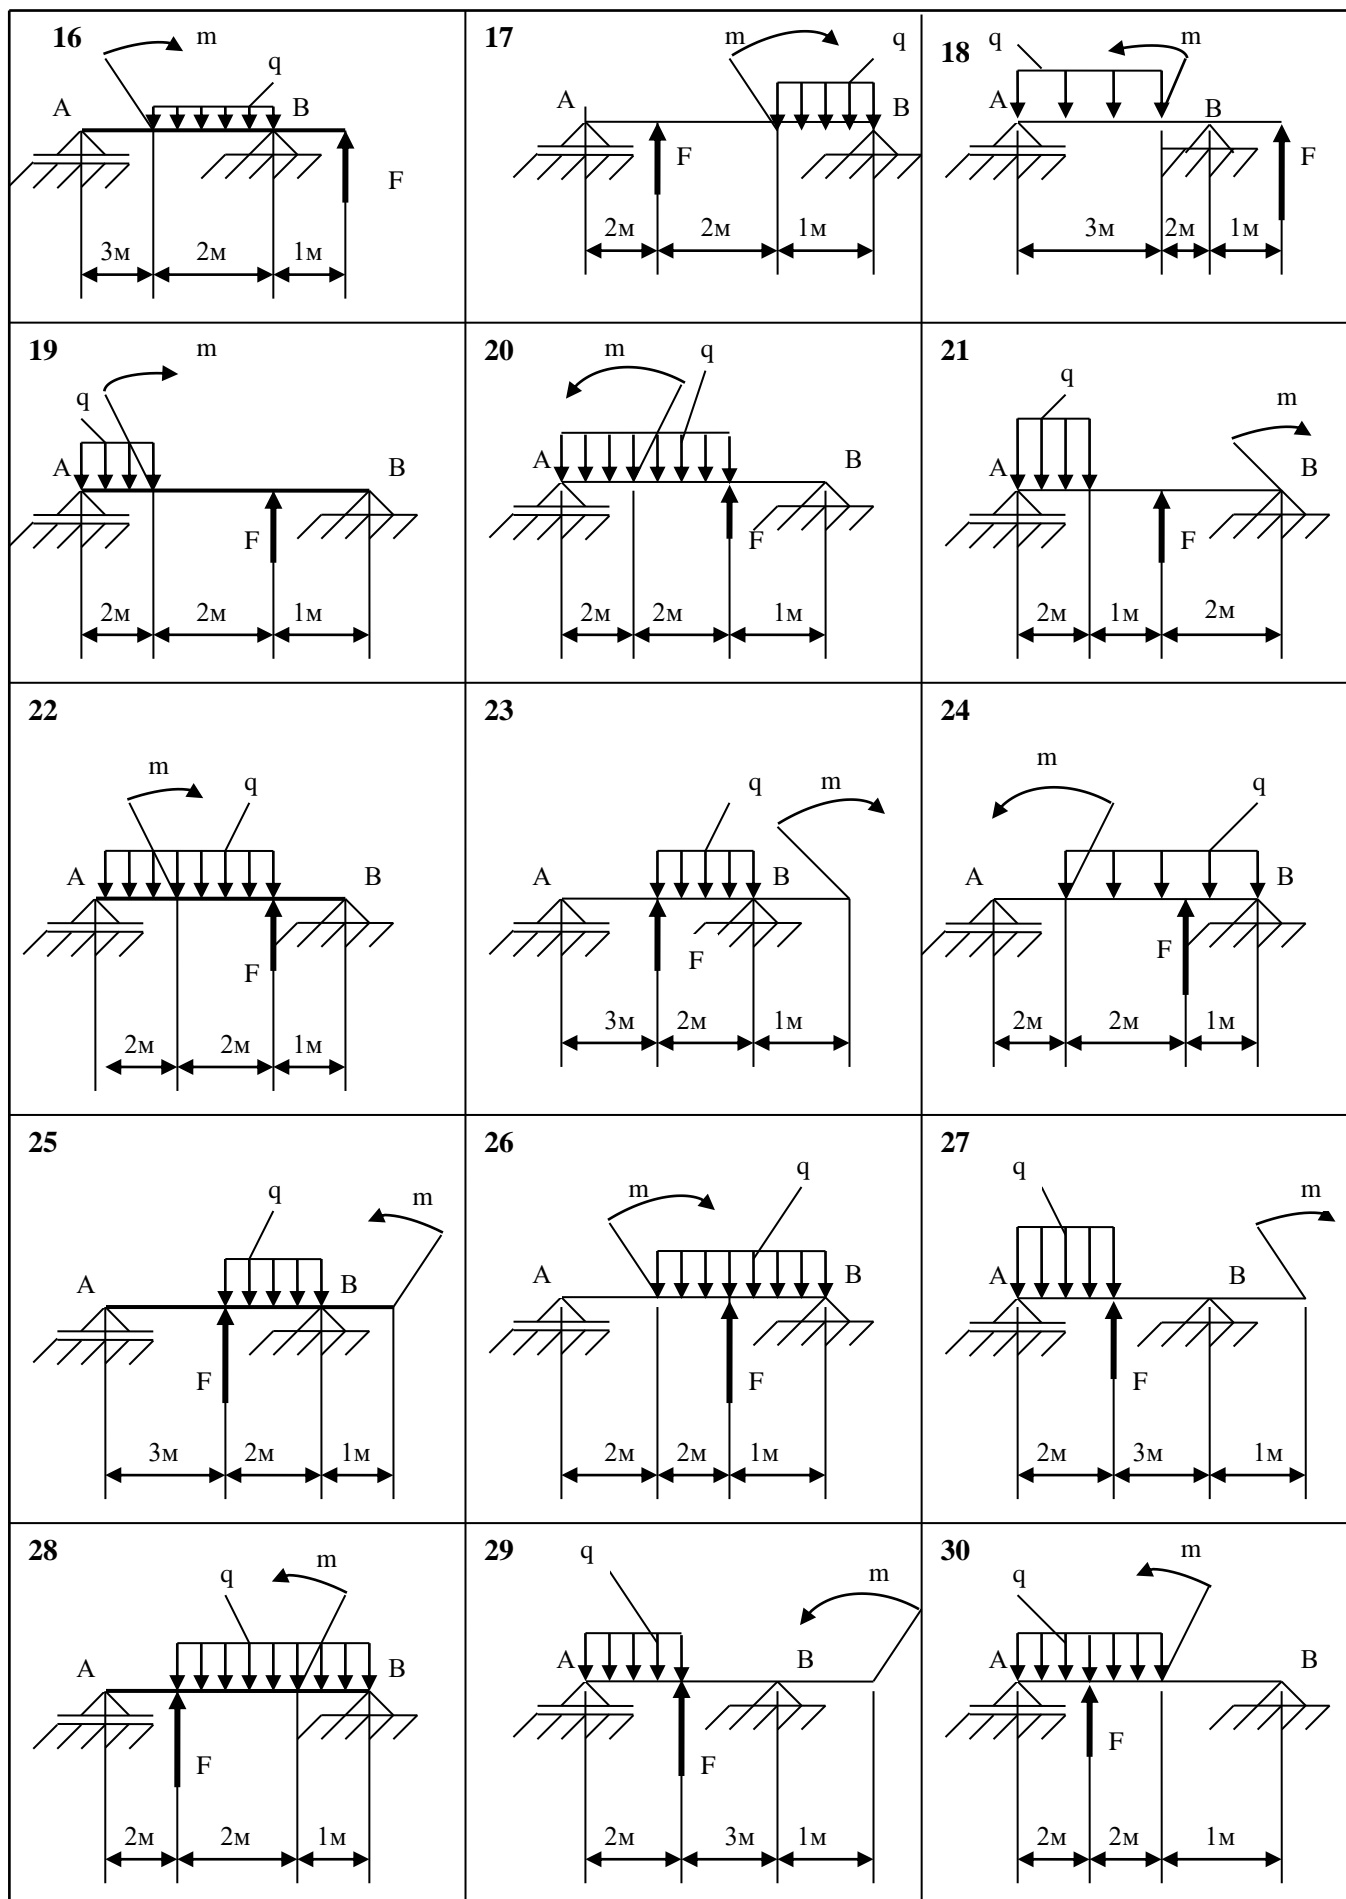 16 m q A B F 3м 2м 1м
17 m q A B F 2м 2м 1м
18 q m A B F 3м 2м 1м
19 m q A B F 2м 2м 1м
20 m q A B F 2м 2м 1м
21 q m A B F 2м 1м 2м
22 m q A B F 2м 2м 1м
23 q m A B F 3м 2м 1м
24 m q A B F 2м 2м 1м
25 q m A B F 3м 2м 1м
26 m q A B F 2м 2м 1м
27 q m A B F 2м 3м 1м
28 m q A B F 2м 2м 1м
29 q m A B F 2м 3м 1м
30 m q A B F 2м 2м 1м